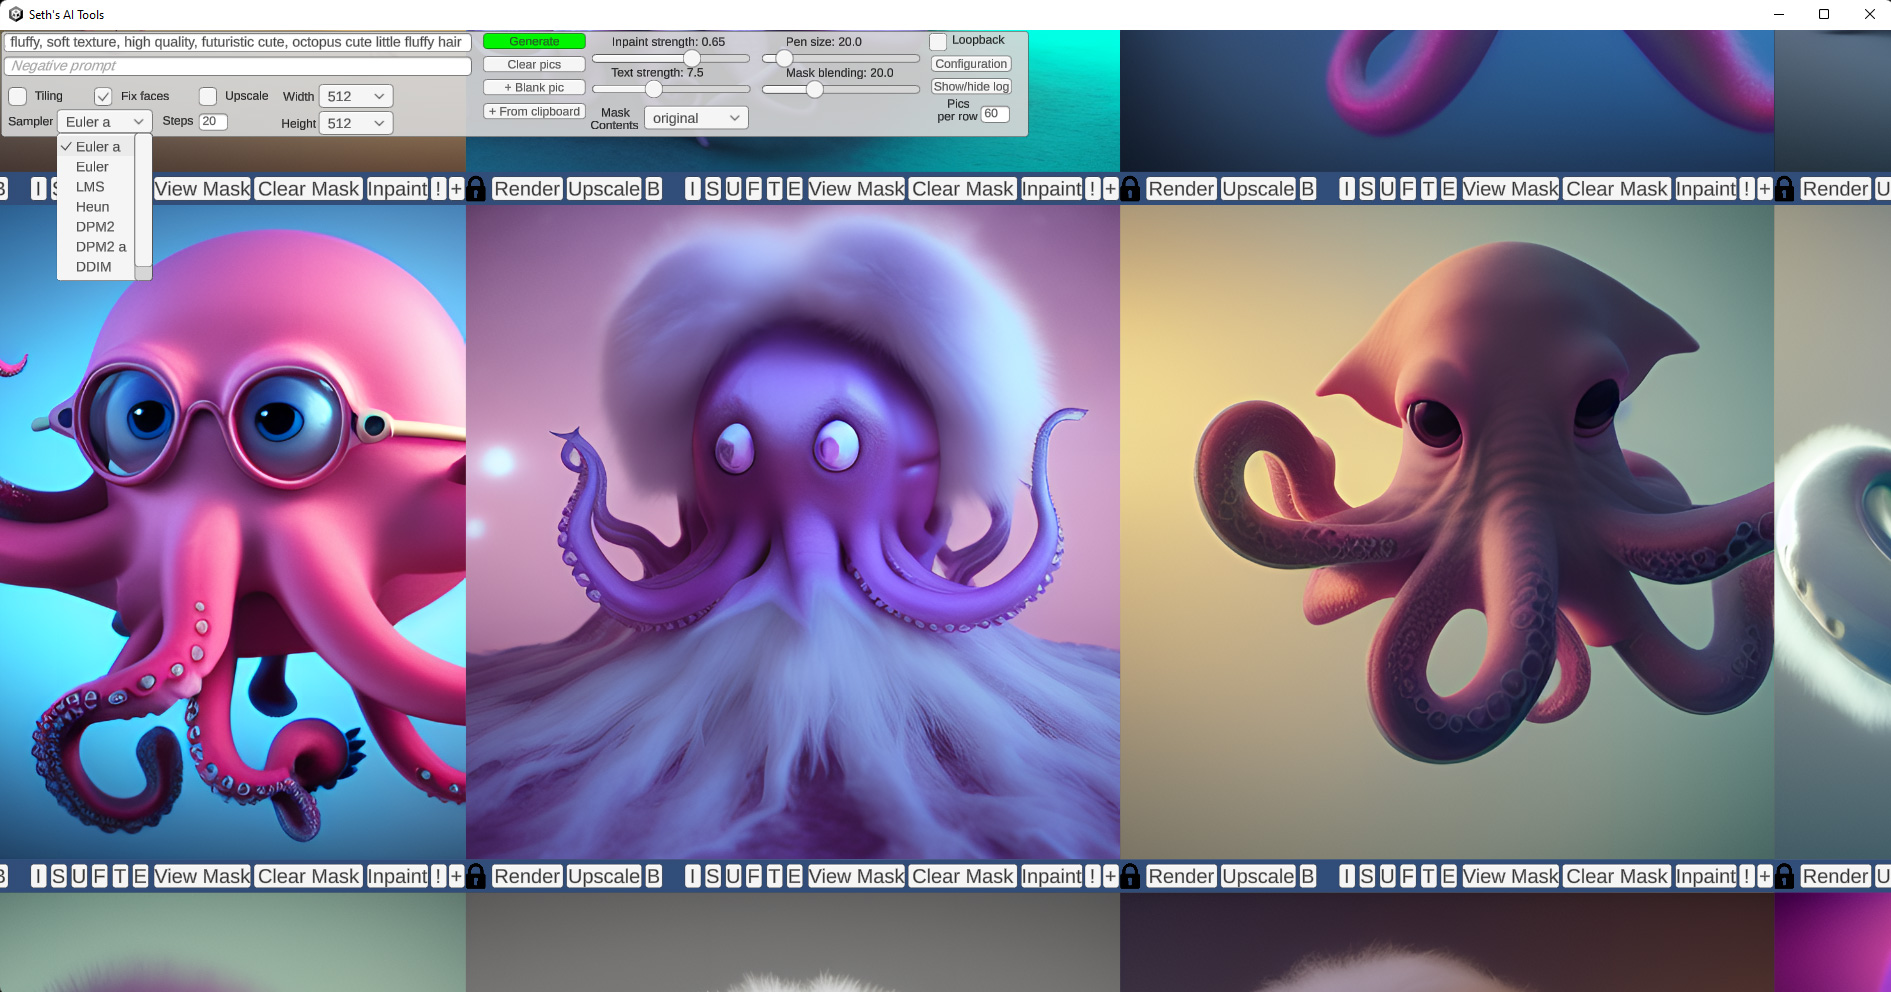 Seth's AI Tools
fluffy, soft texture, high quality, futuristic cute, octopus cute little fluffy hair
Negative prompt
Tiling
Fix faces
Upscale
Width
512
Sampler
Euler a
Steps
20
Height
512
Euler a
Euler
LMS
Heun
DPM2
DPM2 a
DDIM
Generate
Clear pics
+ Blank pic
+ From clipboard
Inpaint strength: 0.65
Text strength: 7.5
Mask
Contents
original
Pen size: 20.0
Mask blending: 20.0
Loopback
Configuration
Show/hide log
Pics
per row
60
I S View Mask Clear Mask Inpaint ! + Render Upscale B I S U F T E View Mask Clear Mask Inpaint ! + Render Upscale B I S U F T E View Mask Clear Mask Inpaint ! + Render U
B I S U F T E View Mask Clear Mask Inpaint ! + Render Upscale B I S U F T E View Mask Clear Mask Inpaint ! + Render Upscale B I S U F T E View Mask Clear Mask Inpaint ! + Render U